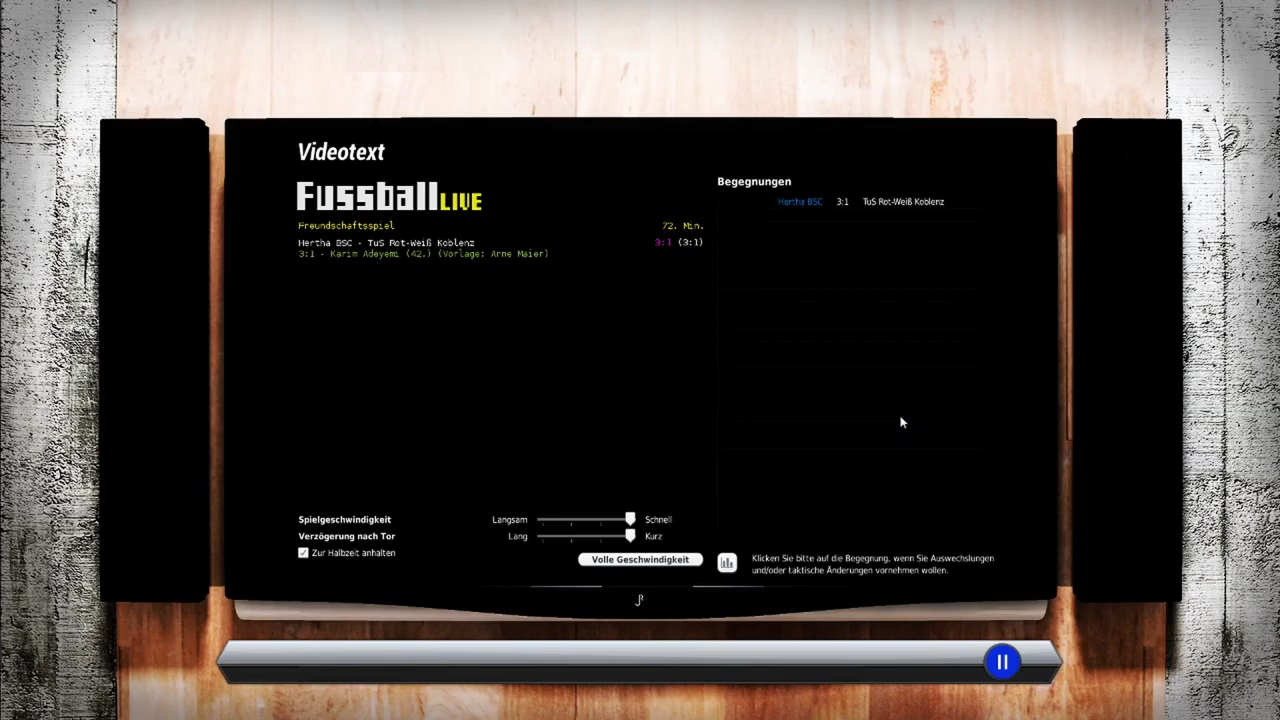 Videotext
Fussball LIVE
Freundschaftsspiel 72. Min.
Hertha BSC - TuS Rot-Weiß Koblenz 3:1 (3:1)
3:1 - Karim Adeyemi (42.) (Vorlage: Arne Maier)
Begegnungen
Hertha BSC 3:1 TuS Rot-Weiß Koblenz
Spielgeschwindigkeit Langsam Schnell
Verzögerung nach Tor Lang Kurz
Zur Halbzeit anhalten
Volle Geschwindigkeit
Klicken Sie bitte auf die Begegnung, wenn Sie Auswechslungen
und/oder taktische Änderungen vornehmen wollen.